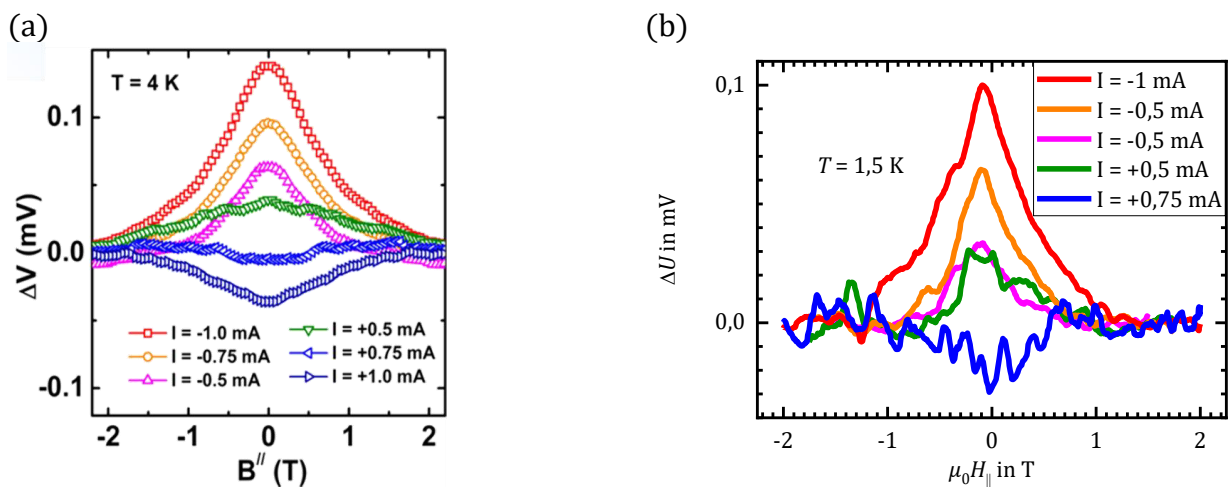 (a)
T = 4 K
0.1
0.0
-0.1
ΔV (mV)
I = -1.0 mA
I = -0.75 mA
I = -0.5 mA
I = +0.5 mA
I = +0.75 mA
I = +1.0 mA
-2 -1 0 1 2
B// (T)
(b)
I = -1 mA
I = -0,5 mA
I = -0,5 mA
I = +0,5 mA
I = +0,75 mA
T = 1,5 K
0,1
0,0
ΔU in mV
-2 -1 0 1 2
μ0H∥ in T